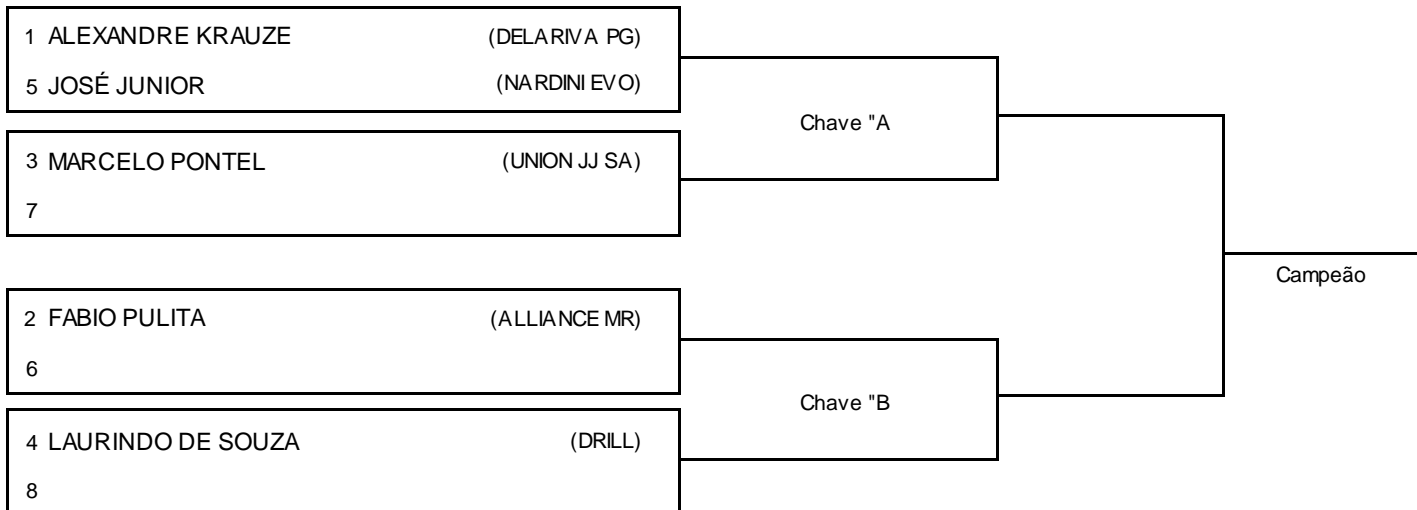 1 ALEXANDRE KRAUZE (DELARIVA PG)
5 JOSÉ JUNIOR (NARDINI EVO)
Chave "A
3 MARCELO PONTEL (UNION JJ SA)
7
Campeão
2 FABIO PULITA (ALLIANCE MR)
6
Chave "B
4 LAURINDO DE SOUZA (DRILL)
8